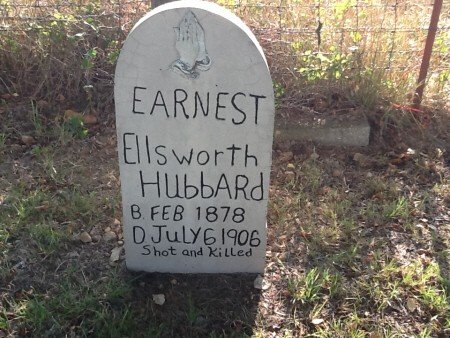 EARNEST
Ellsworth
HUbbARd
B. FEB 1878
D. JULY 6 1906
Shot and Killed